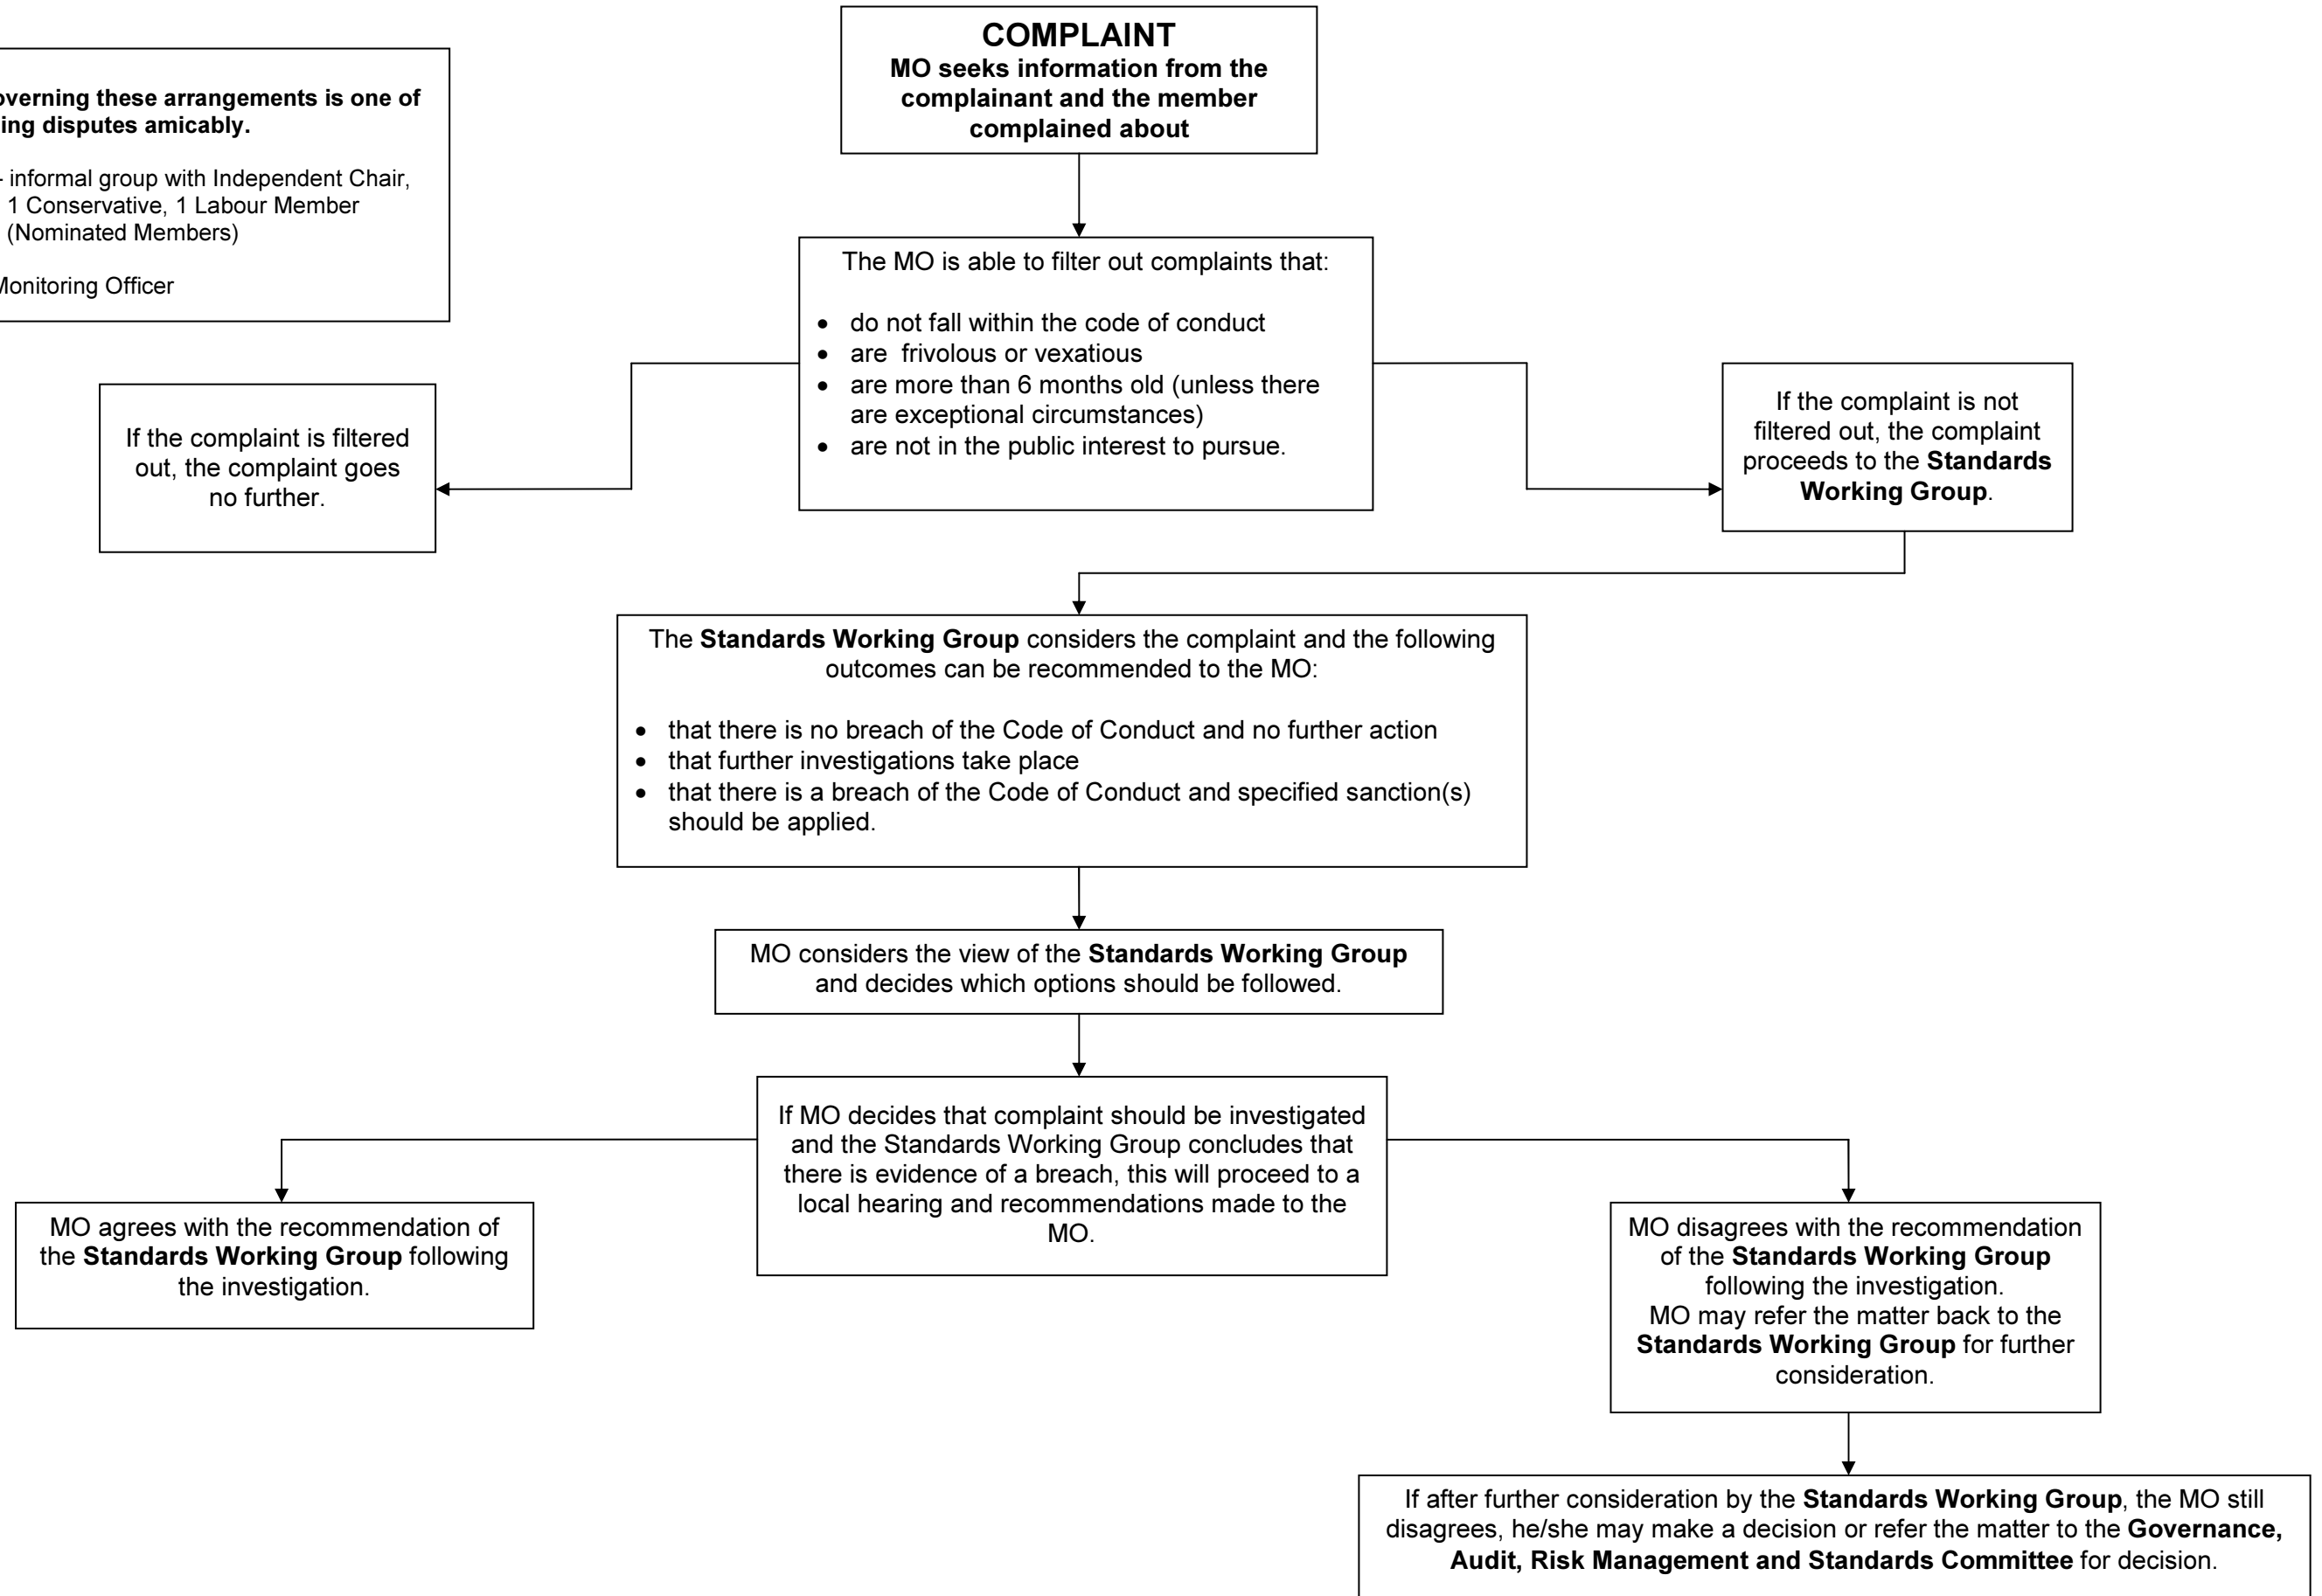 COMPLAINT
MO seeks information from the
complainant and the member
complained about
overning these arrangements is one of
ing disputes amicably.
- informal group with Independent Chair,
1 Conservative, 1 Labour Member
(Nominated Members)
Monitoring Officer
The MO is able to filter out complaints that:
• do not fall within the code of conduct
• are  frivolous or vexatious
• are more than 6 months old (unless there
are exceptional circumstances)
• are not in the public interest to pursue.
If the complaint is filtered
out, the complaint goes
no further.
If the complaint is not
filtered out, the complaint
proceeds to the Standards
Working Group.
The Standards Working Group considers the complaint and the following
outcomes can be recommended to the MO:
• that there is no breach of the Code of Conduct and no further action
• that further investigations take place
• that there is a breach of the Code of Conduct and specified sanction(s)
should be applied.
MO considers the view of the Standards Working Group
and decides which options should be followed.
If MO decides that complaint should be investigated
and the Standards Working Group concludes that
there is evidence of a breach, this will proceed to a
local hearing and recommendations made to the
MO.
MO agrees with the recommendation of
the Standards Working Group following
the investigation.
MO disagrees with the recommendation
of the Standards Working Group
following the investigation.
MO may refer the matter back to the
Standards Working Group for further
consideration.
If after further consideration by the Standards Working Group, the MO still
disagrees, he/she may make a decision or refer the matter to the Governance,
Audit, Risk Management and Standards Committee for decision.